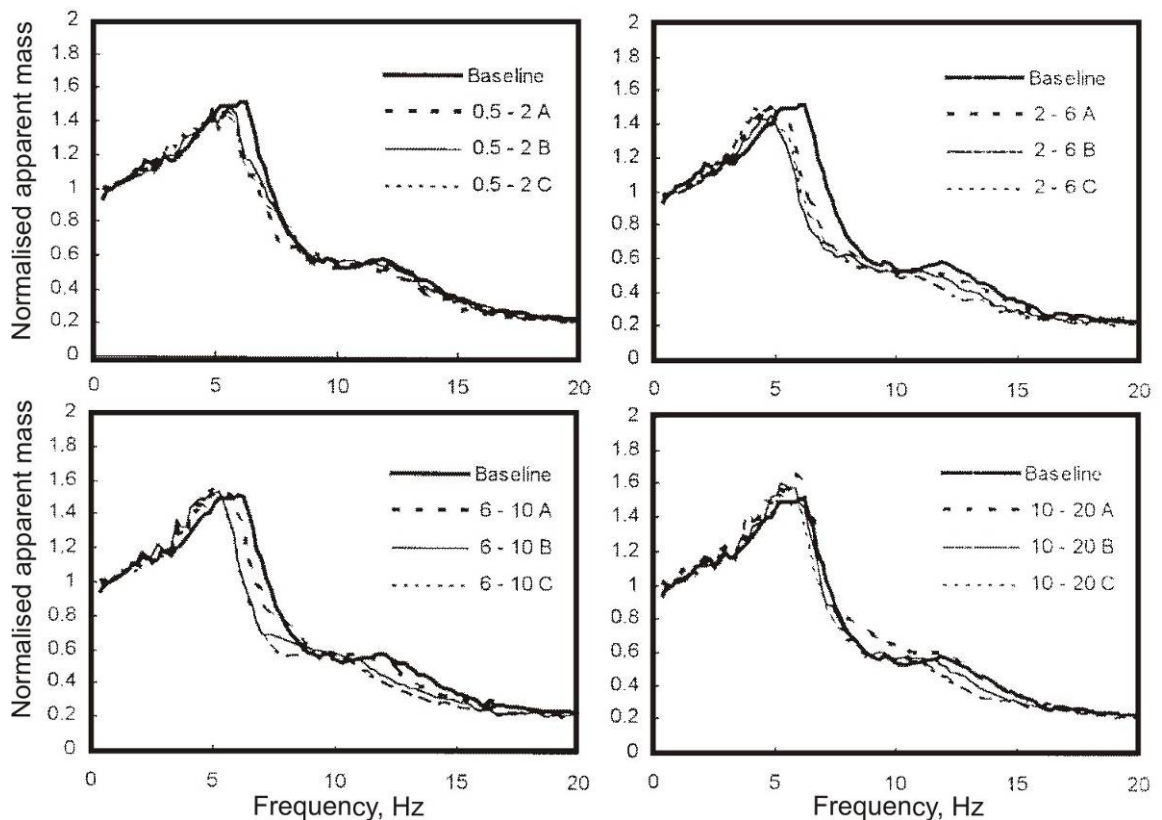 Normalised apparent mass
2
1.8
1.6
1.4
1.2
1
0.8
0.6
0.4
0.2
0
Baseline
0.5 - 2 A
0.5 - 2 B
0.5 - 2 C
0 5 10 15 20
2
1.8
1.6
1.4
1.2
1
0.8
0.6
0.4
0.2
0
Baseline
2 - 6 A
2 - 6 B
2 - 6 C
0 5 10 15 20
Normalised apparent mass
2
1.8
1.6
1.4
1.2
1
0.8
0.6
0.4
0.2
0
Baseline
6 - 10 A
6 - 10 B
6 - 10 C
0 5 10 15 20
Frequency, Hz
2
1.8
1.6
1.4
1.2
1
0.8
0.6
0.4
0.2
0
Baseline
10 - 20 A
10 - 20 B
10 - 20 C
0 5 10 15 20
Frequency, Hz